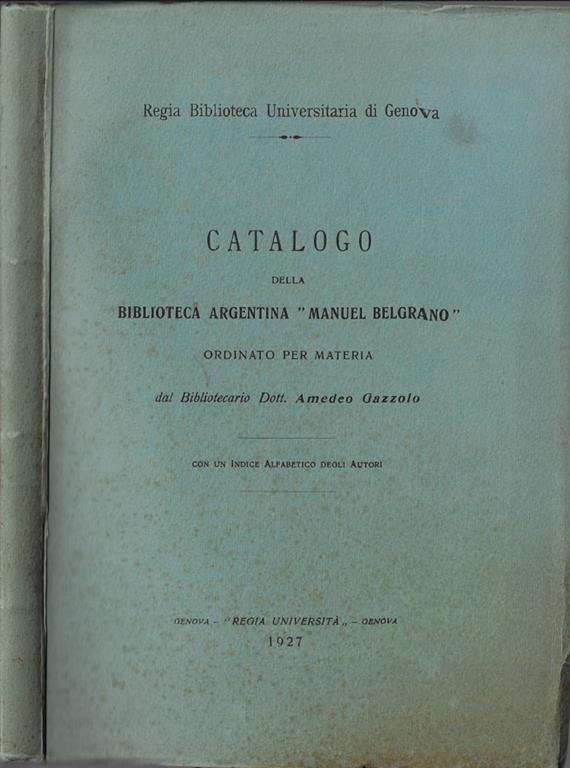 Regia Biblioteca Universitaria di Genova
CATALOGO
DELLA
BIBLIOTECA ARGENTINA "MANUEL BELGRANO"
ORDINATO PER MATERIA
dal Bibliotecario Dott. Amedeo Gazzolo
CON UN INDICE ALFABETICO DEGLI AUTORI
GENOVA - "REGIA UNIVERSITÀ„ - GENOVA
1927